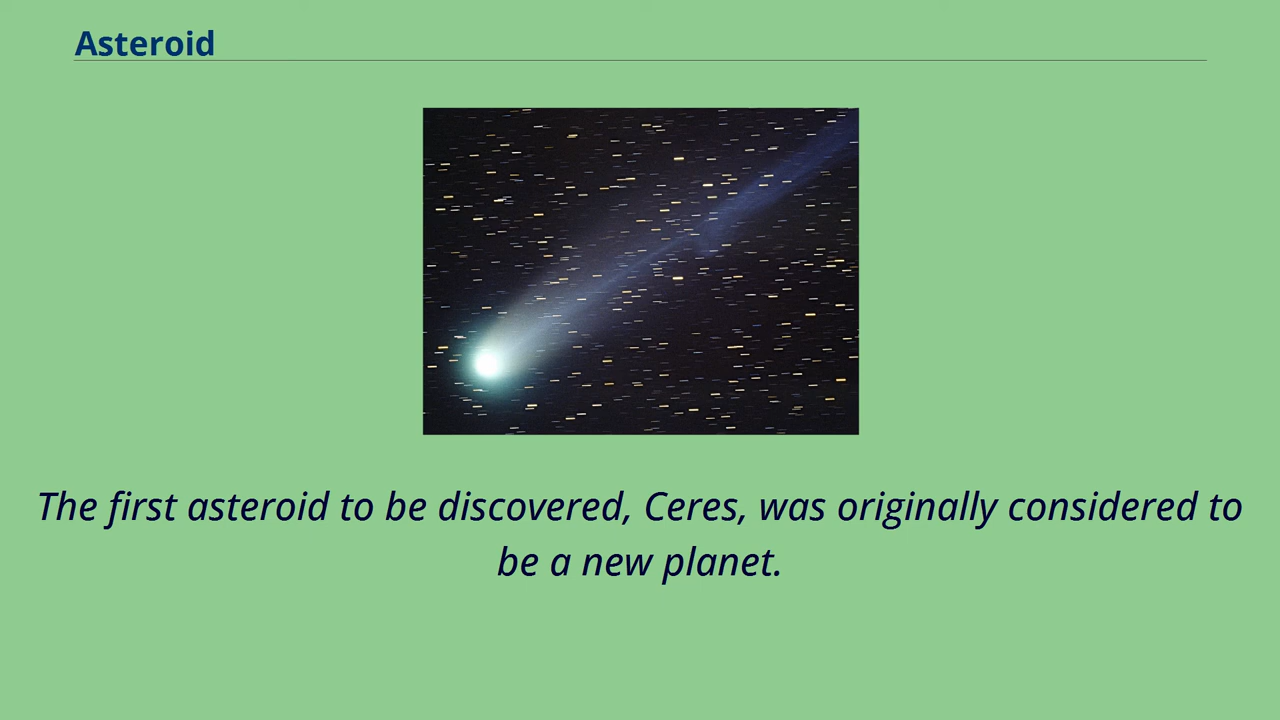 Asteroid
The first asteroid to be discovered, Ceres, was originally considered to
be a new planet.